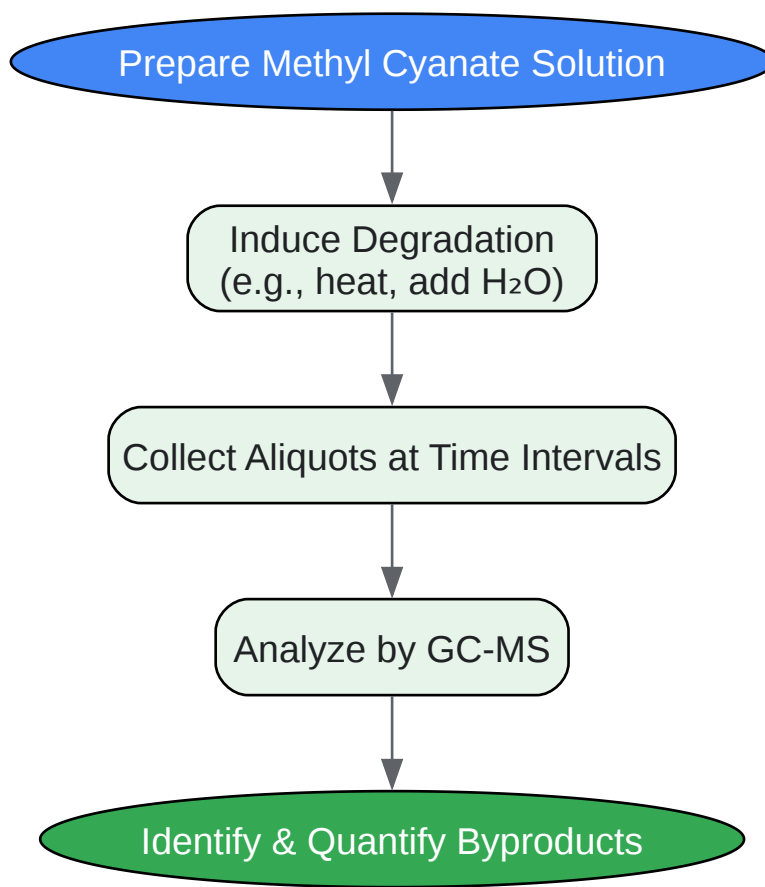 Prepare Methyl Cyanate Solution
Induce Degradation
(e.g., heat, add H₂O)
Collect Aliquots at Time Intervals
Analyze by GC-MS
Identify & Quantify Byproducts